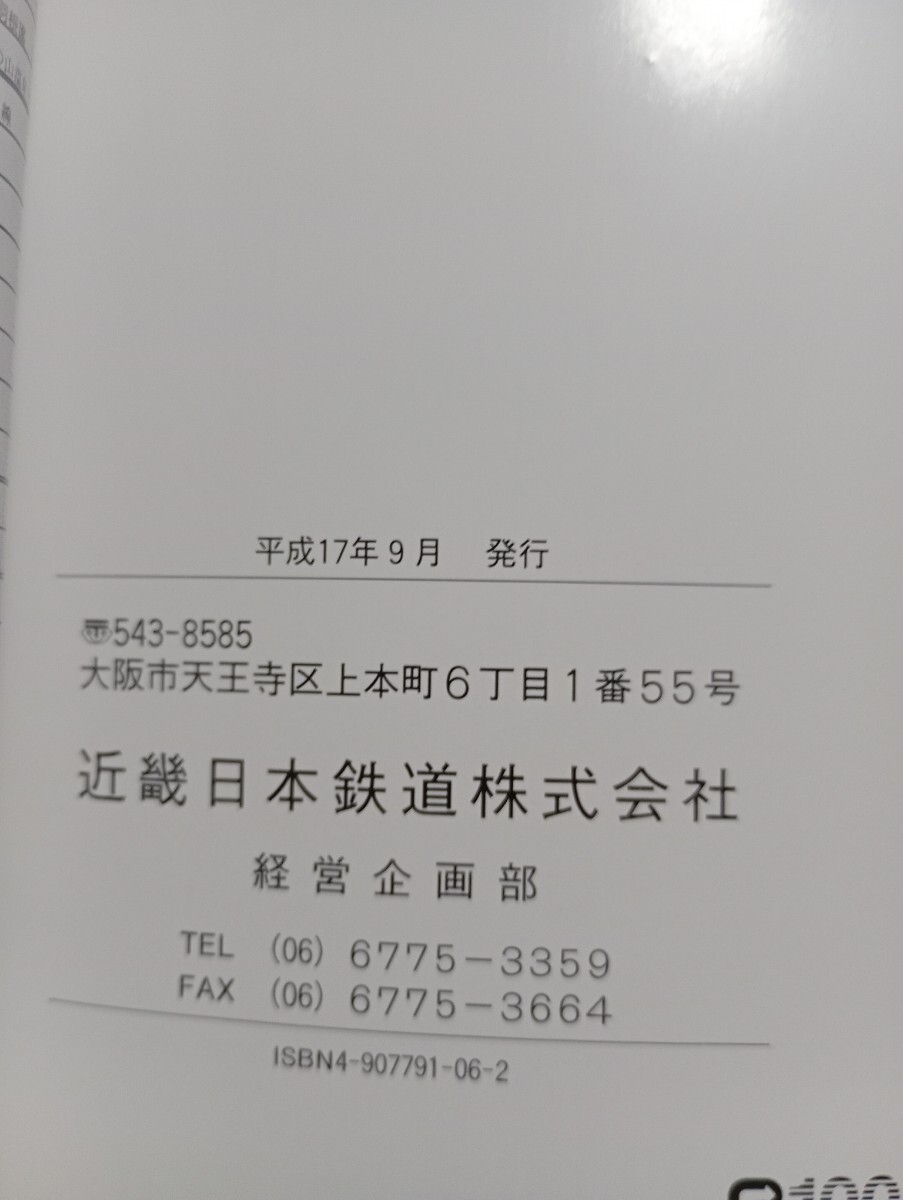 平成17年9月　発行
〠543-8585
大阪市天王寺区上本町6丁目1番55号
近畿日本鉄道株式会社
経営企画部
TEL (06) 6775-3359
FAX (06) 6775-3664
ISBN4-907791-06-2